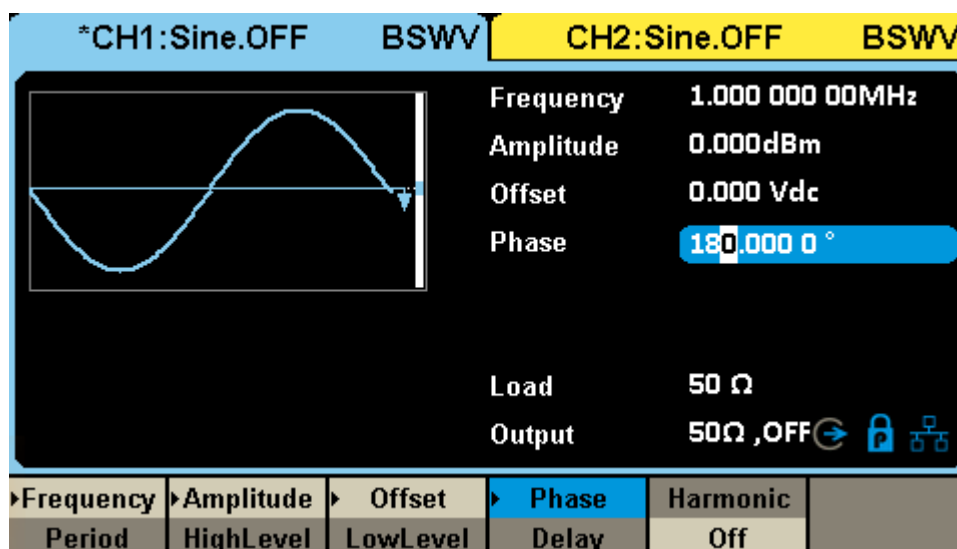 *CH1:Sine.OFF BSWV CH2:Sine.OFF BSWV
Frequency 1.000 000 00MHz
Amplitude 0.000dBm
Offset 0.000 Vdc
Phase 180.000 0 °
Load 50 Ω
Output 50Ω ,OFF
P
Frequency Amplitude Offset Phase Harmonic
Period HighLevel LowLevel Delay Off